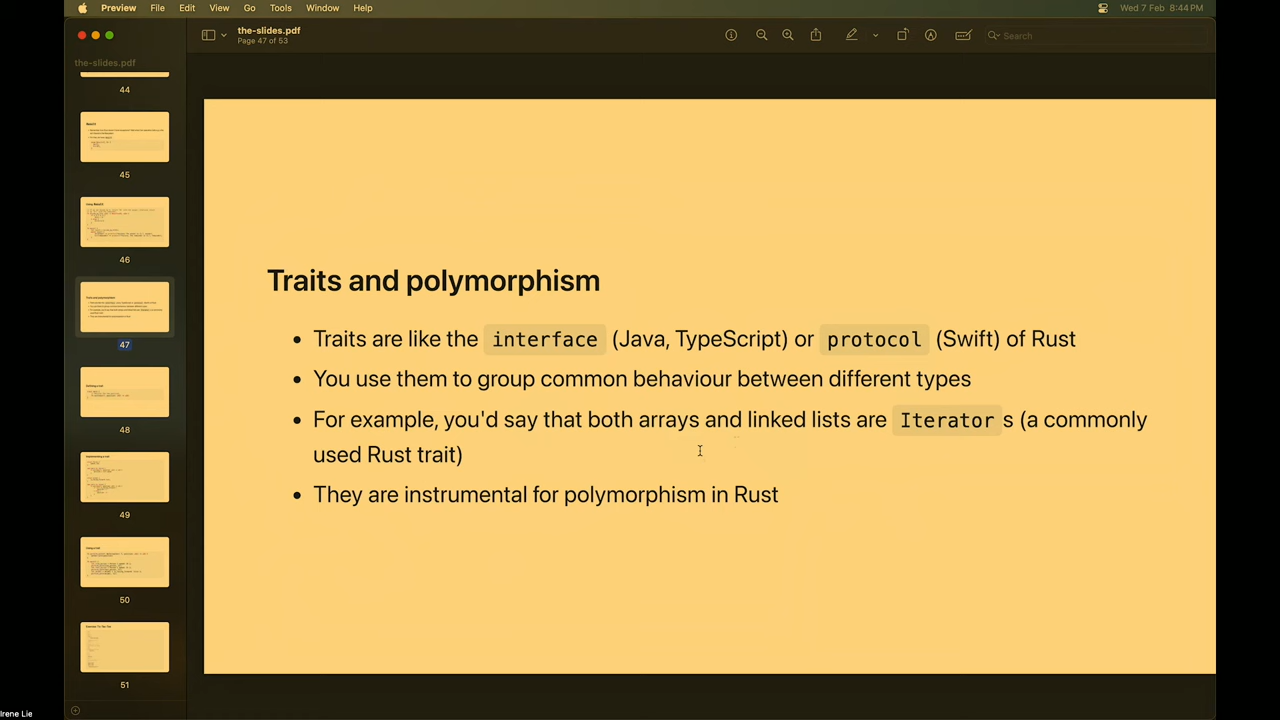 Preview File Edit View Go Tools Window Help Wed 7 Feb 8:44 PM
the-slides.pdf
Page 47 of 53
Search
the-slides.pdf
44
45
46
47
48
49
50
51
Traits and polymorphism
• Traits are like the interface (Java, TypeScript) or protocol (Swift) of Rust
• You use them to group common behaviour between different types
• For example, you'd say that both arrays and linked lists are Iterator s (a commonly
used Rust trait)
• They are instrumental for polymorphism in Rust
Irene Lie